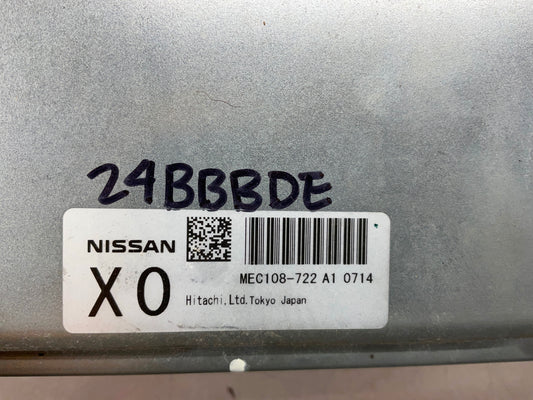 24BBBDE
NISSAN
X0
MEC108-722 A1 0714
Hitachi,Ltd.Tokyo Japan